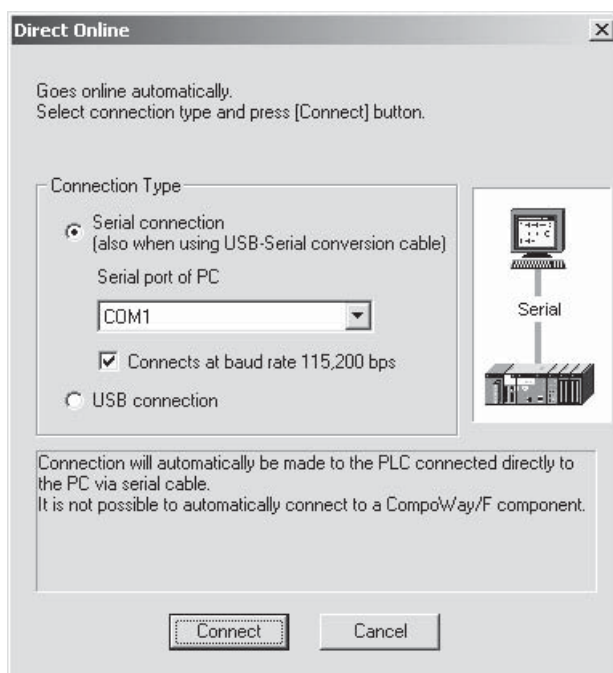 Direct Online
Goes online automatically.
Select connection type and press [Connect] button.
Connection Type
Serial connection
(also when using USB-Serial conversion cable)
Serial port of PC
COM1
Connects at baud rate 115,200 bps
USB connection
Serial
Connection will automatically be made to the PLC connected directly to
the PC via serial cable.
It is not possible to automatically connect to a CompoWay/F component.
Connect
Cancel